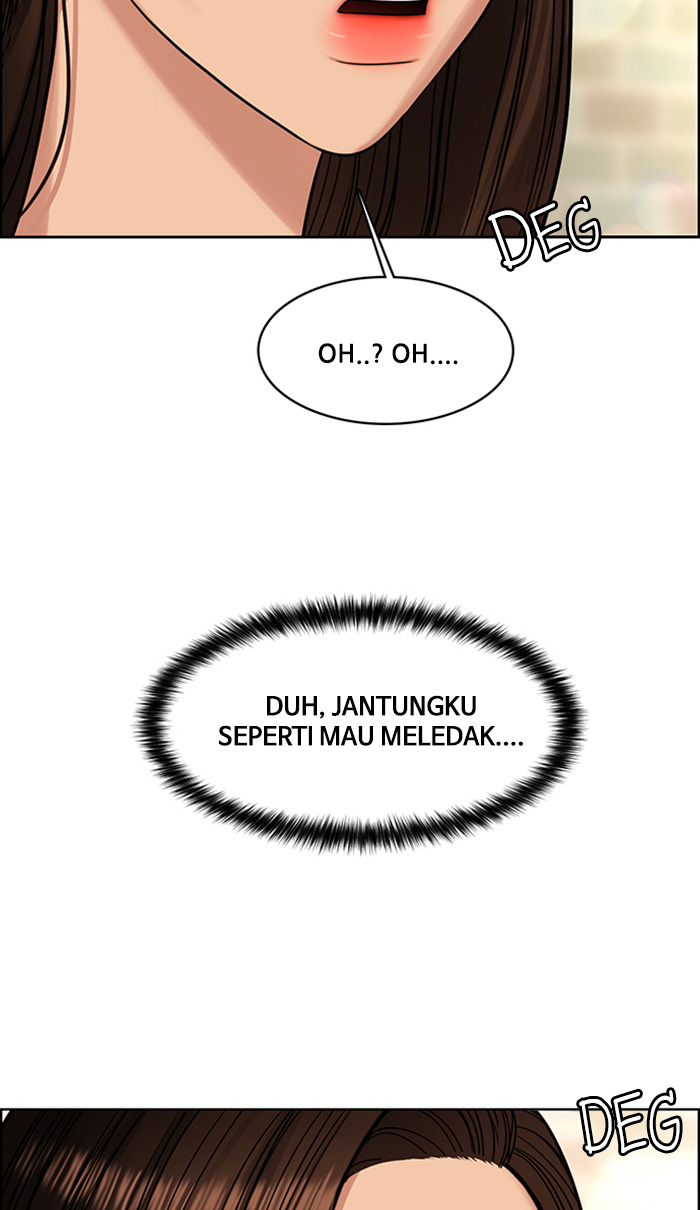 DEG
OH..? OH....
DUH, JANTUNGKU
SEPERTI MAU MELEDAK....
DEG